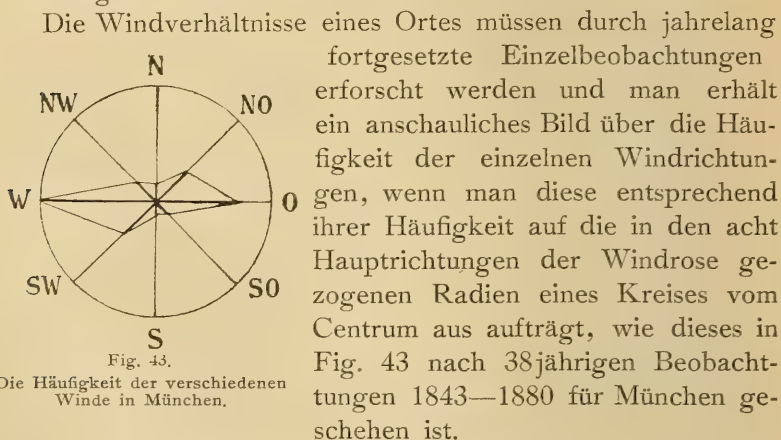 Die Windverhältnisse eines Ortes müssen durch jahrelang
fortgesetzte Einzelbeobachtungen
erforscht werden und man erhält
ein anschauliches Bild über die Häu-
figkeit der einzelnen Windrichtun-
gen, wenn man diese entsprechend
ihrer Häufigkeit auf die in den acht
Hauptrichtungen der Windrose ge-
zogenen Radien eines Kreises vom
Centrum aus aufträgt, wie dieses in
Fig. 43 nach 38jährigen Beobacht-
tungen 1843—1880 für München ge-
schehen ist.
N
NW
NO
W
O
SW
SO
S
Fig. 43.
Die Häufigkeit der verschiedenen
Winde in München.